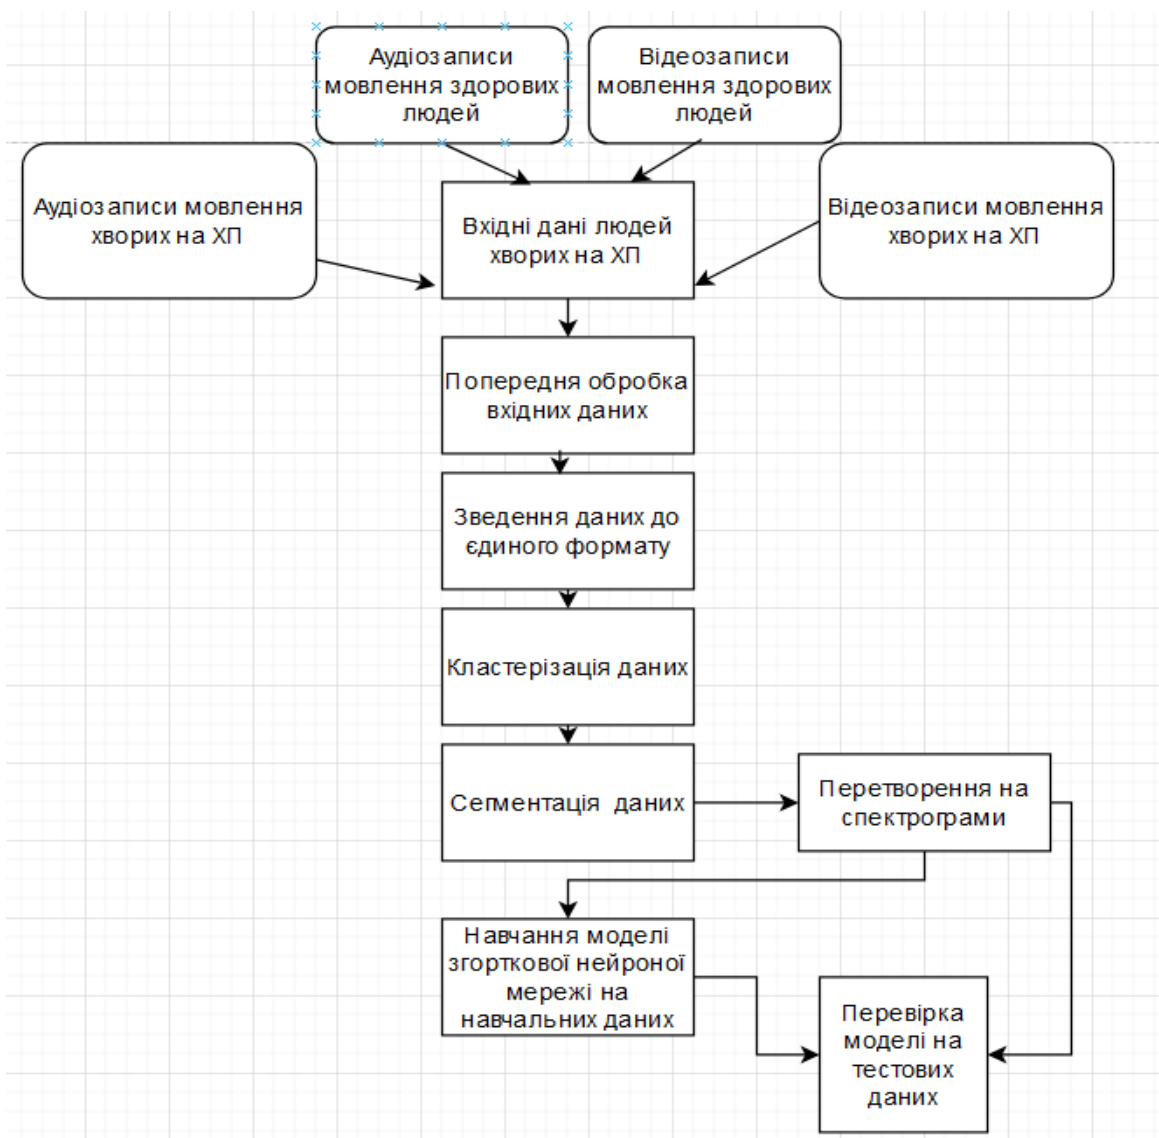 Аудіозаписи
мовлення здорових
людей
Відеозаписи
мовлення здорових
людей
Аудіозаписи мовлення
хворих на ХП
Вхідні дані людей
хворих на ХП
Відеозаписи мовлення
хворих на ХП
Попередня обробка
вхідних даних
Зведення даних до
єдиного формату
Кластерізація даних
Сегментація даних
Перетворення на
спектрограми
Навчання моделі
згорткової нейроної
мережі на
навчальних даних
Перевірка
моделі на
тестових
даних